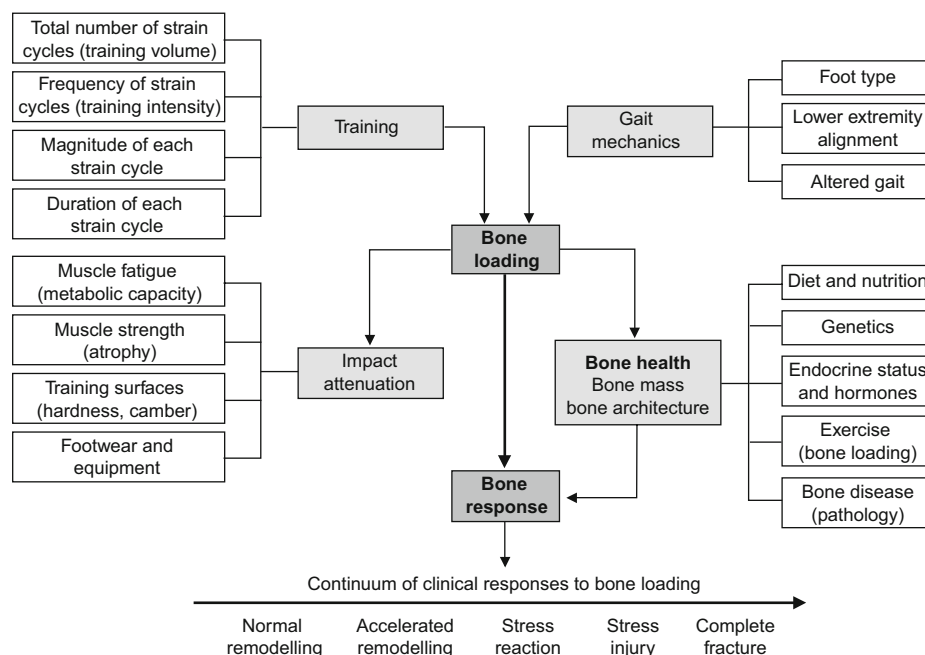 Total number of strain
cycles (training volume)
Frequency of strain
cycles (training intensity)
Magnitude of each
strain cycle
Duration of each
strain cycle
Training
Gait
mechanics
Foot type
Lower extremity
alignment
Altered gait
Bone
loading
Muscle fatigue
(metabolic capacity)
Muscle strength
(atrophy)
Training surfaces
(hardness, camber)
Footwear and
equipment
Impact
attenuation
Bone health
Bone mass
bone architecture
Diet and nutrition
Genetics
Endocrine status
and hormones
Exercise
(bone loading)
Bone disease
(pathology)
Bone
response
Continuum of clinical responses to bone loading
Normal
remodelling
Accelerated
remodelling
Stress
reaction
Stress
injury
Complete
fracture